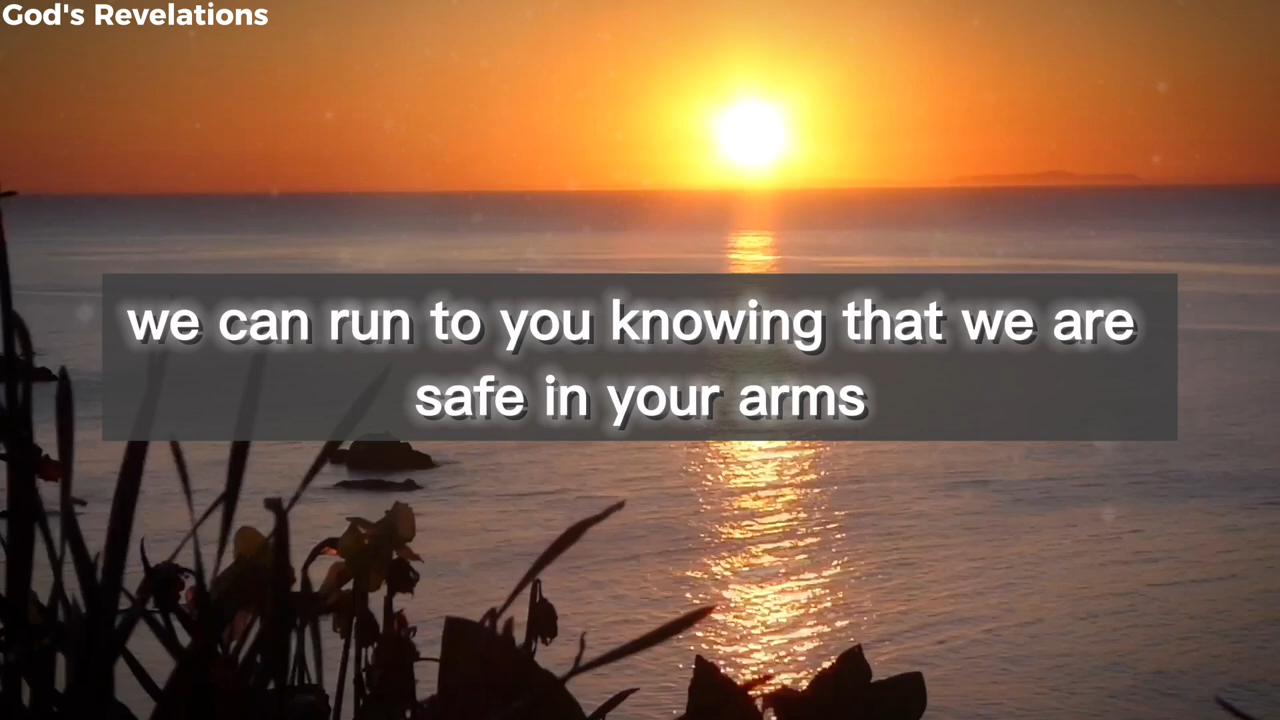 God's Revelations
we can run to you knowing that we are
safe in your arms